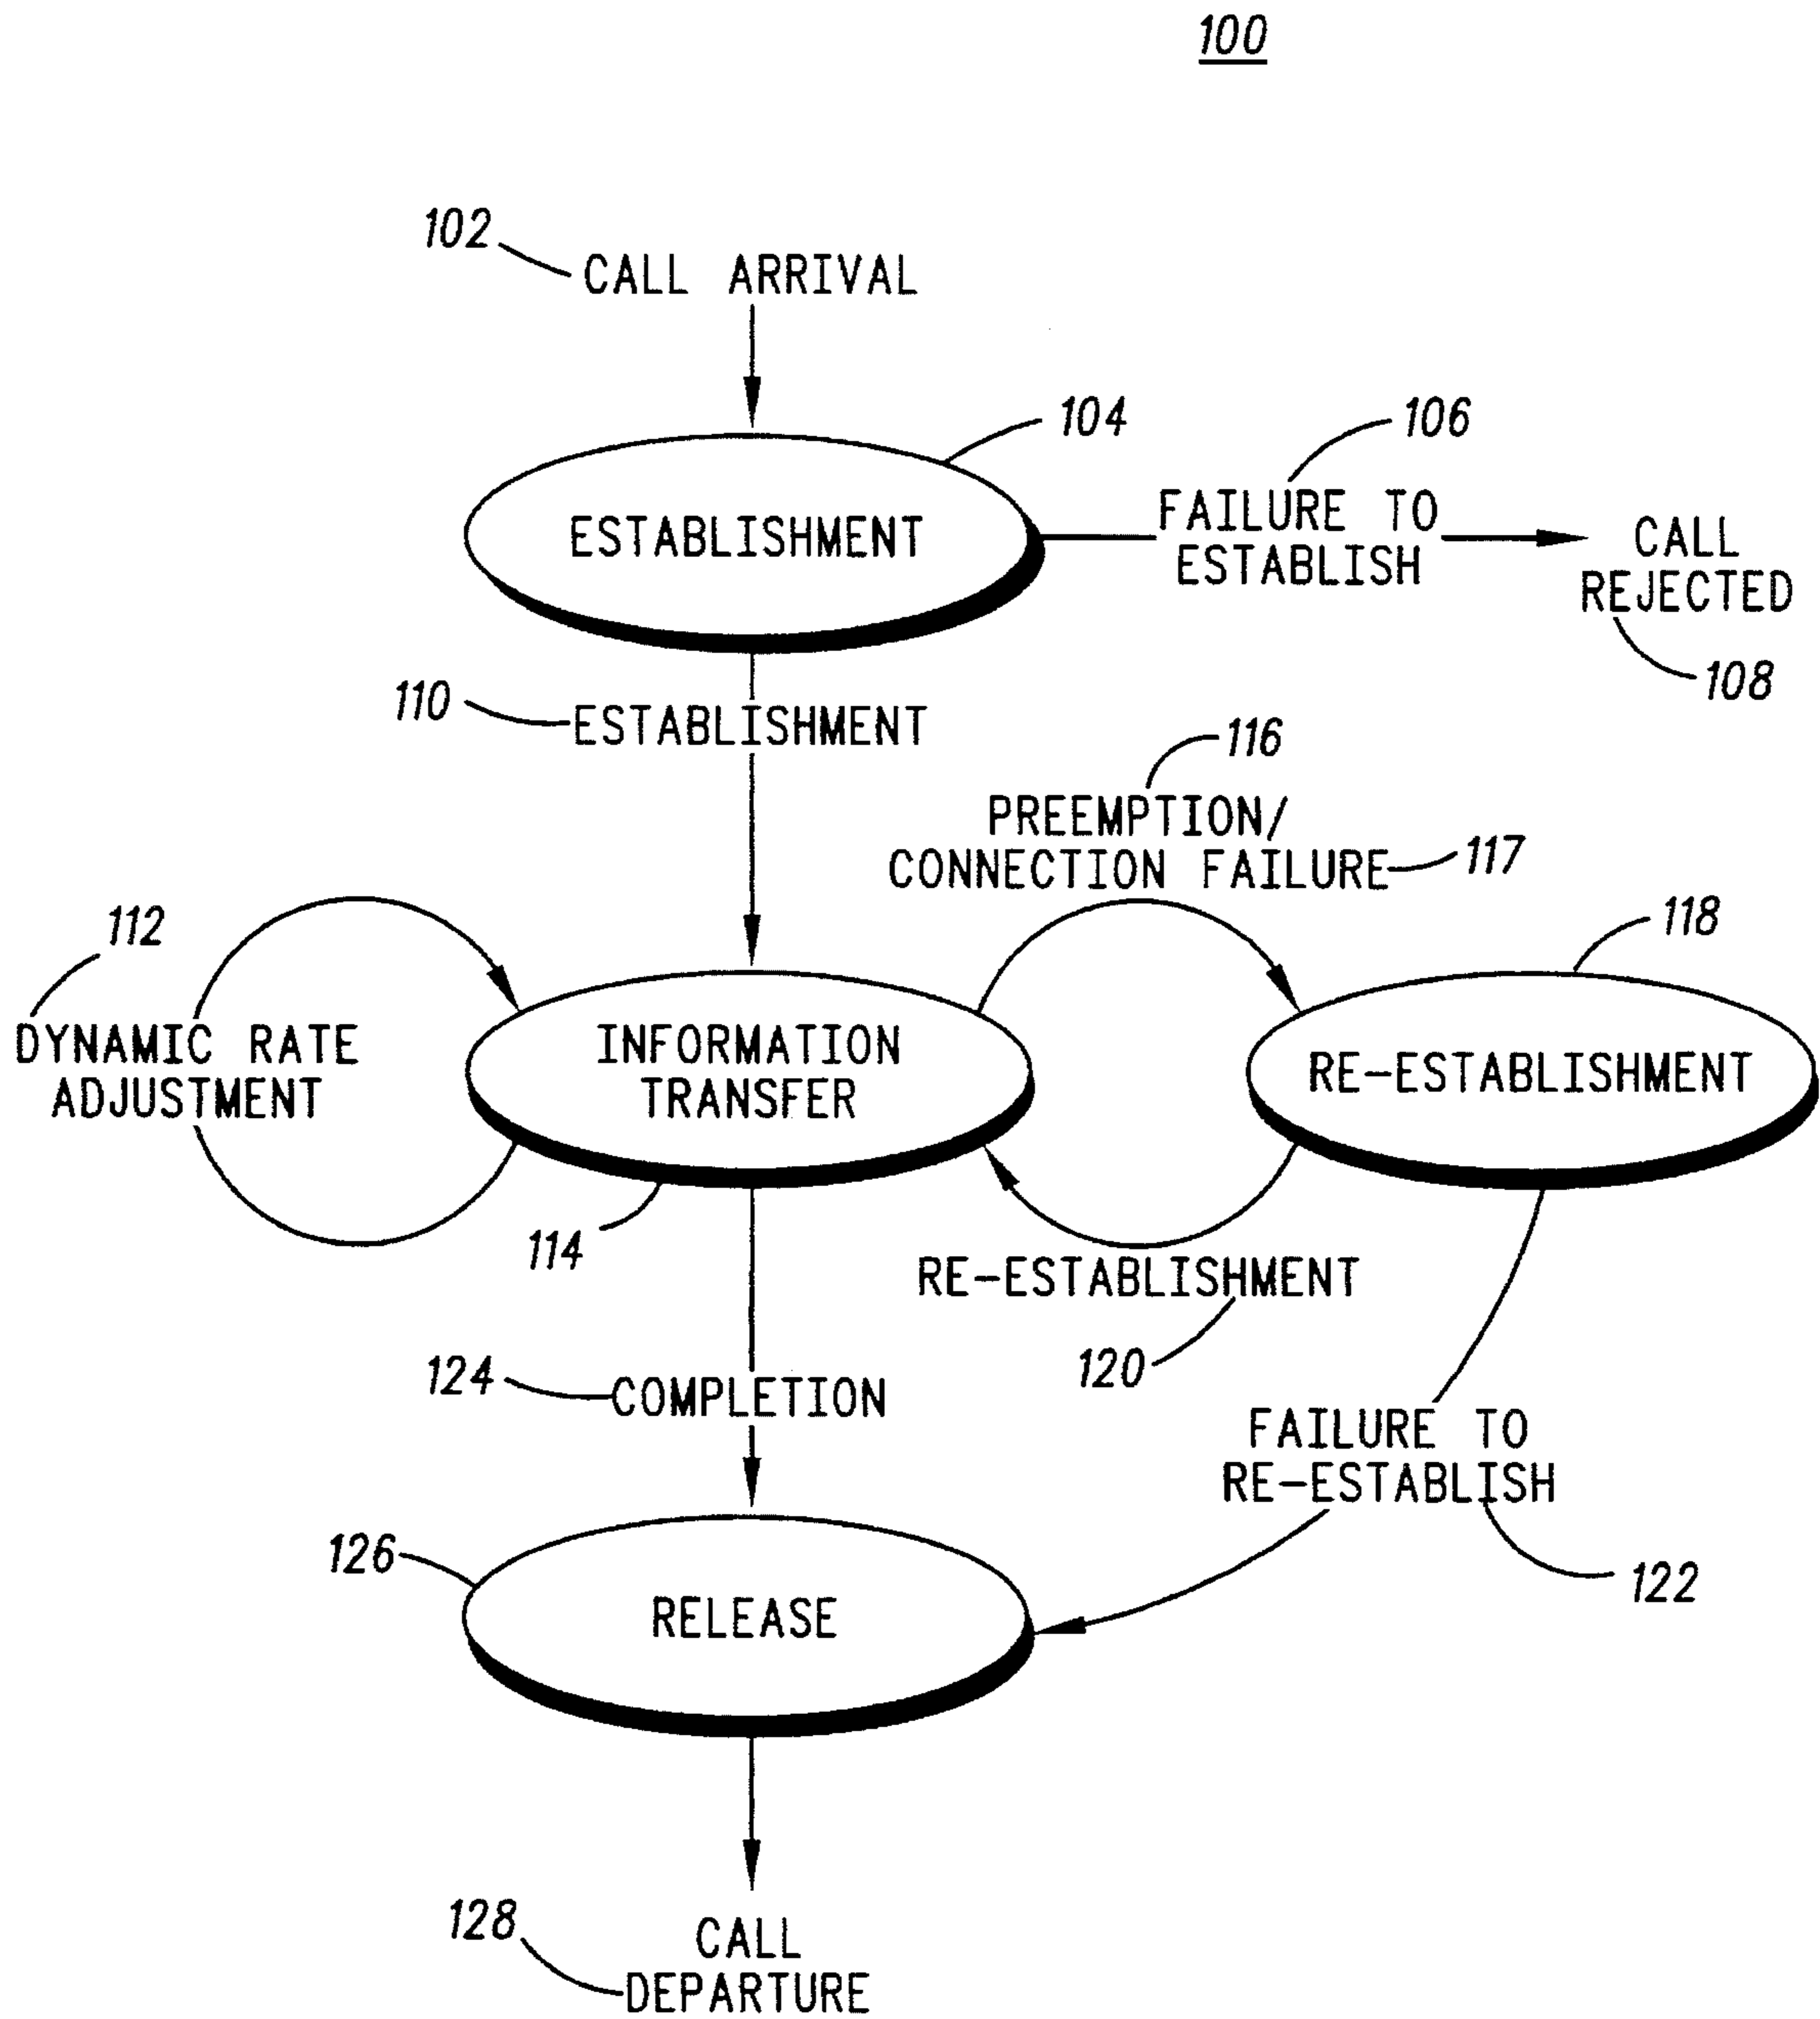 100
102
CALL ARRIVAL
104
106
ESTABLISHMENT
FAILURE TO
ESTABLISH
CALL
REJECTED
108
110
ESTABLISHMENT
116
PREEMPTION/
CONNECTION FAILURE
117
112
118
DYNAMIC RATE
ADJUSTMENT
INFORMATION
TRANSFER
RE-ESTABLISHMENT
114
RE-ESTABLISHMENT
120
124
COMPLETION
FAILURE TO
RE-ESTABLISH
122
126
RELEASE
128
CALL
DEPARTURE